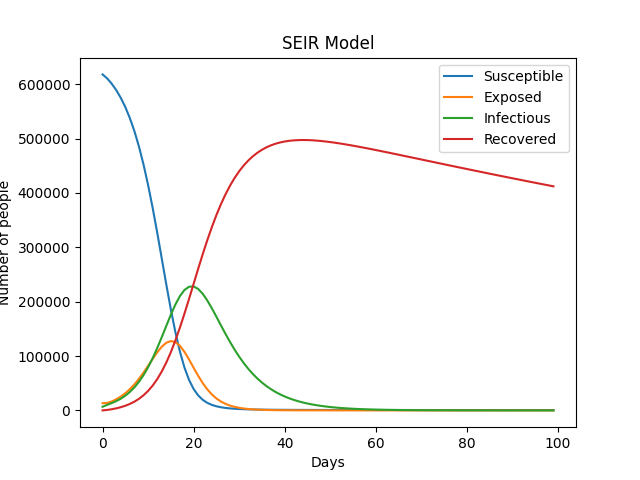 SEIR Model
Number of people
600000
500000
400000
300000
200000
100000
0
0 20 40 60 80 100
Days
Susceptible
Exposed
Infectious
Recovered